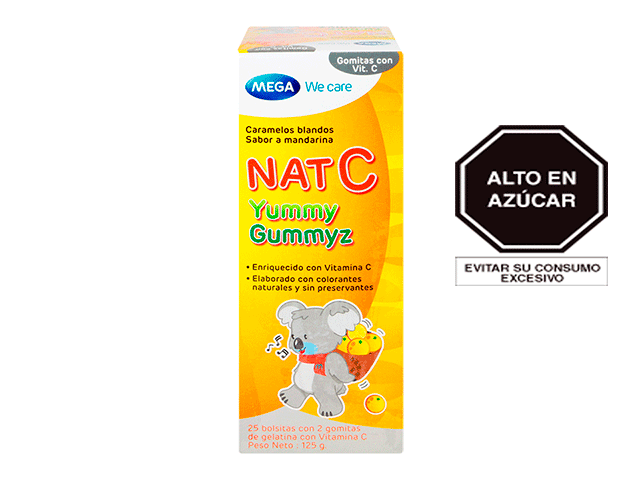 Gomitas con
Vit. C
MEGA We care
Caramelos blandos
Sabor a mandarina
NAT C
Yummy
Gummyz
• Enriquecido con Vitamina C
• Elaborado con colorantes
naturales y sin preservantes
25 bolsitas con 2 gomitas
de gelatina con Vitamina C
Peso Neto : 125 g
ALTO EN
AZÚCAR
EVITAR SU CONSUMO
EXCESIVO